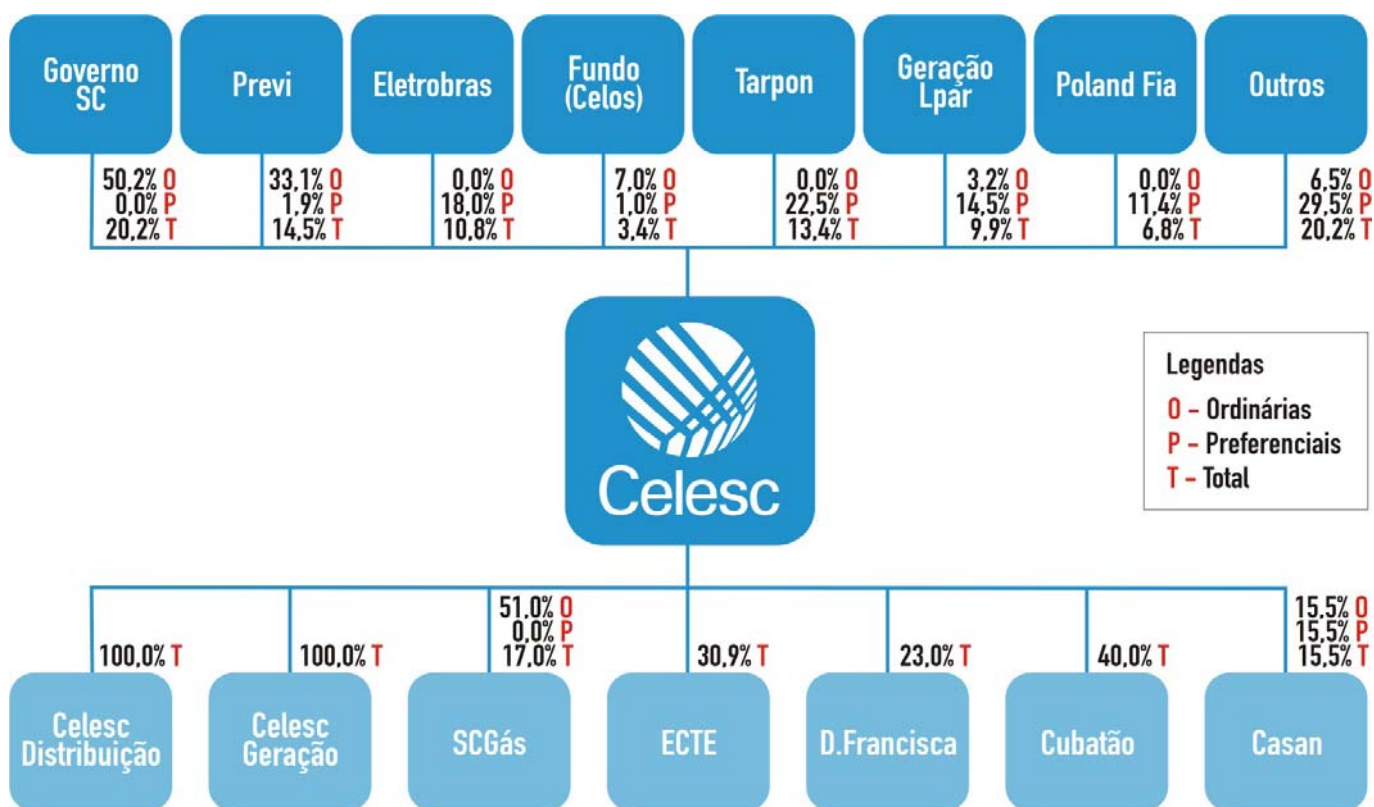 Governo
SC
Previ
Eletrobras
Fundo
(Celos)
Tarpon
Geração
Lpar
Poland Fia
Outros
50,2% O
0,0% P
20,2% T
33,1% O
1,9% P
14,5% T
0,0% O
18,0% P
10,8% T
7,0% O
1,0% P
3,4% T
0,0% O
22,5% P
13,4% T
3,2% O
14,5% P
9,9% T
0,0% O
11,4% P
6,8% T
6,5% O
29,5% P
20,2% T
Celesc
Legendas
O - Ordinárias
P - Preferenciais
T - Total
100,0% T
100,0% T
51,0% O
0,0% P
17,0% T
30,9% T
23,0% T
40,0% T
15,5% O
15,5% P
15,5% T
Celesc
Distribuição
Celesc
Geração
SCGás
ECTE
D.Francisca
Cubatão
Casan